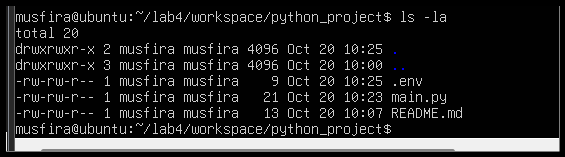 musfira@ubuntu:~/lab4/workspace/python_project$ ls -la
total 20
drwxrwxr-x 2 musfira musfira 4096 Oct 20 10:25 .
drwxrwxr-x 3 musfira musfira 4096 Oct 20 10:00 ..
-rw-rw-r-- 1 musfira musfira    9 Oct 20 10:25 .env
-rw-rw-r-- 1 musfira musfira   21 Oct 20 10:23 main.py
-rw-rw-r-- 1 musfira musfira   13 Oct 20 10:07 README.md
musfira@ubuntu:~/lab4/workspace/python_project$